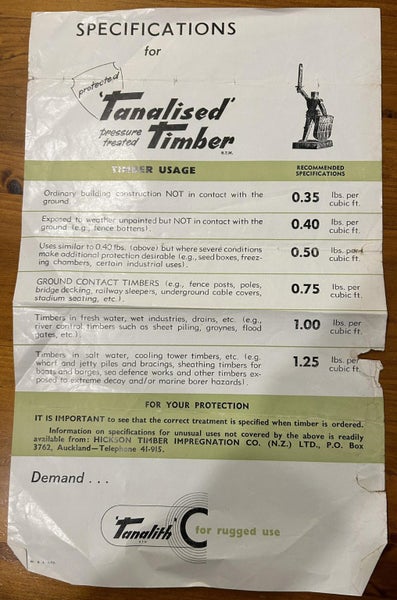 SPECIFICATIONS
for
protected
'Tanalised'
pressure
treated
Timber
R.T.M.
TIMBER USAGE
RECOMMENDED
SPECIFICATIONS
Ordinary building construction NOT in contact with the
ground.
0.35 lbs. per
cubic ft.
Exposed to weather unpainted but NOT in contact with the
ground (e.g., fence battens).
0.40 lbs. per
cubic ft.
Uses similar to 0.40 lbs. (above) but where severe conditions
make additional protection desirable (e.g., seed boxes, freez-
ing chambers, certain industrial uses).
0.50 lbs. per
cubic ft.
GROUND CONTACT TIMBERS (e.g., fence posts, poles,
bridge decking, railway sleepers, underground cable covers,
stadium seating, etc.).
0.75 lbs. per
cubic ft.
Timbers in fresh water, wet industries, drains, etc. (e.g.
river control timbers such as sheet piling, groynes, flood
gates, etc.).
1.00 lbs. per
cubic ft.
Timbers in salt water, cooling tower timbers, etc. (e.g.
wharf and jetty piles and bracings, sheathing timbers for
boats and barges, sea defence works and other timbers ex-
posed to extreme decay and/or marine borer hazards).
1.25 lbs. per
cubic ft.
FOR YOUR PROTECTION
IT IS IMPORTANT to see that the correct treatment is specified when timber is ordered.
Information on specifications for unusual uses not covered by the above is readily
available from: HICKSON TIMBER IMPREGNATION CO. (N.Z.) LTD., P.O. Box
3762, Auckland—Telephone 41-915.
Demand . . .
'Tanalith' C for rugged use